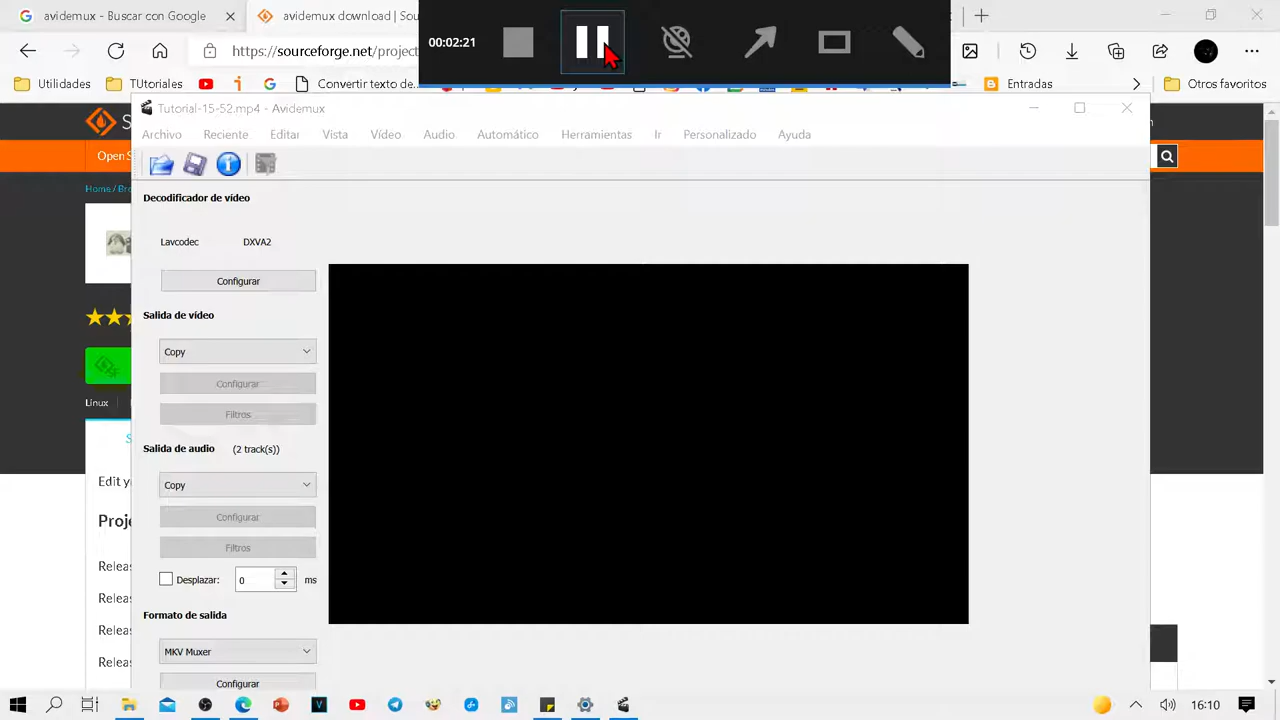 avidemux - Google
avidemux download |
00:02:21
https://sourceforge.net/project
Utilidades
Tutoriales
Convertir texto de...
Entradas
Otros favoritos
Tutorial-15-52.mp4 - Avidemux
Archivo Reciente Editar Vista Vídeo Audio Automático Herramientas Ir Personalizado Ayuda
Open S
Home / Bro
Decodificador de vídeo
Lavcodec DXVA2
Configurar
Salida de vídeo
Copy
Configurar
Filtros
Linux
Salida de audio (2 track(s))
Copy
Edit y
Configurar
Proje
Filtros
Releas
Desplazar: 0 ms
Releas
Formato de salida
Releas
MKV Muxer
Releas
Configurar
16:10